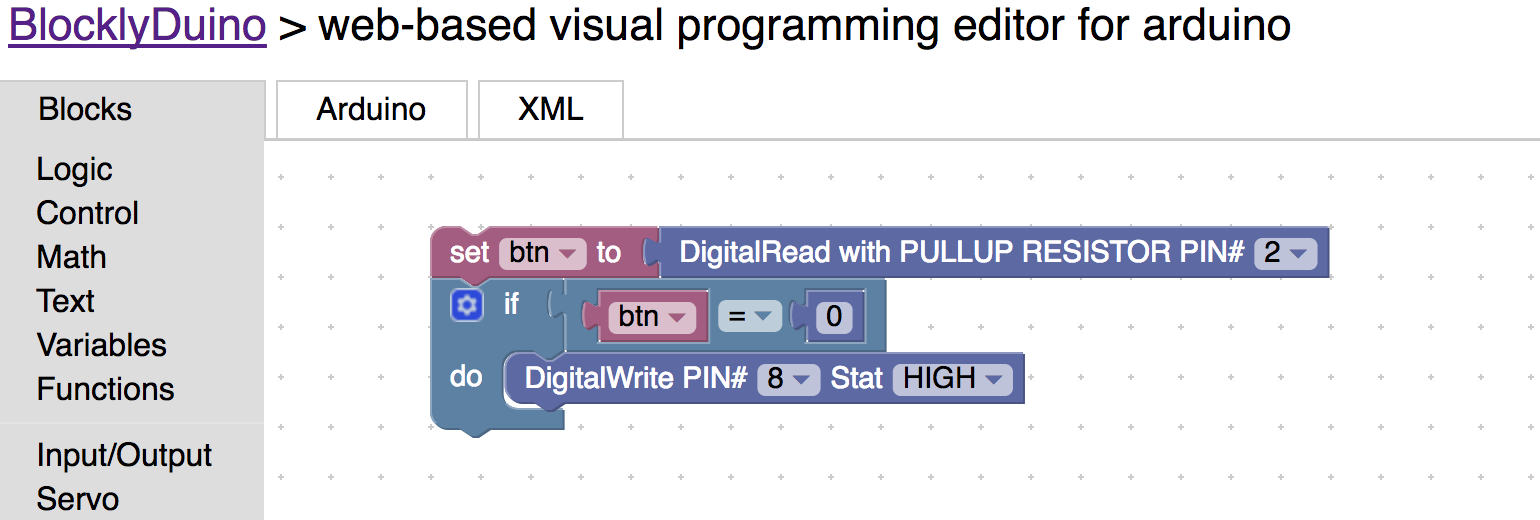 BlocklyDuino > web-based visual programming editor for arduino
Blocks
Arduino
XML
Logic
Control
Math
Text
Variables
Functions
Input/Output
Servo
set btn to DigitalRead with PULLUP RESISTOR PIN# 2
if btn = 0
do DigitalWrite PIN# 8 Stat HIGH